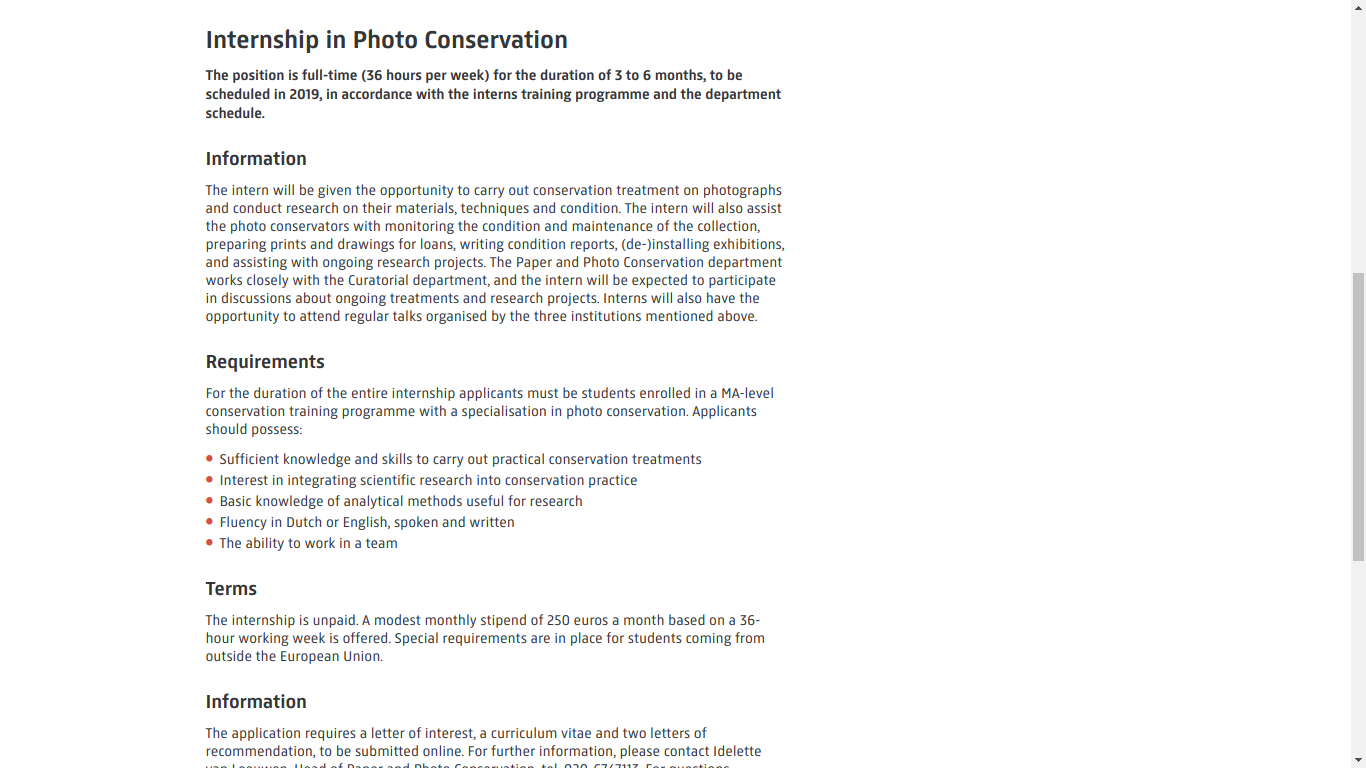 Internship in Photo Conservation
The position is full-time (36 hours per week) for the duration of 3 to 6 months, to be
scheduled in 2019, in accordance with the interns training programme and the department
schedule.
Information
The intern will be given the opportunity to carry out conservation treatment on photographs
and conduct research on their materials, techniques and condition. The intern will also assist
the photo conservators with monitoring the condition and maintenance of the collection,
preparing prints and drawings for loans, writing condition reports, (de-)installing exhibitions,
and assisting with ongoing research projects. The Paper and Photo Conservation department
works closely with the Curatorial department, and the intern will be expected to participate
in discussions about ongoing treatments and research projects. Interns will also have the
opportunity to attend regular talks organised by the three institutions mentioned above.
Requirements
For the duration of the entire internship applicants must be students enrolled in a MA-level
conservation training programme with a specialisation in photo conservation. Applicants
should possess:
• Sufficient knowledge and skills to carry out practical conservation treatments
• Interest in integrating scientific research into conservation practice
• Basic knowledge of analytical methods useful for research
• Fluency in Dutch or English, spoken and written
• The ability to work in a team
Terms
The internship is unpaid. A modest monthly stipend of 250 euros a month based on a 36-
hour working week is offered. Special requirements are in place for students coming from
outside the European Union.
Information
The application requires a letter of interest, a curriculum vitae and two letters of
recommendation, to be submitted online. For further information, please contact Idelette
van Leeuwen, Head of Paper and Photo Conservation, tel. 020-6747113. For questions